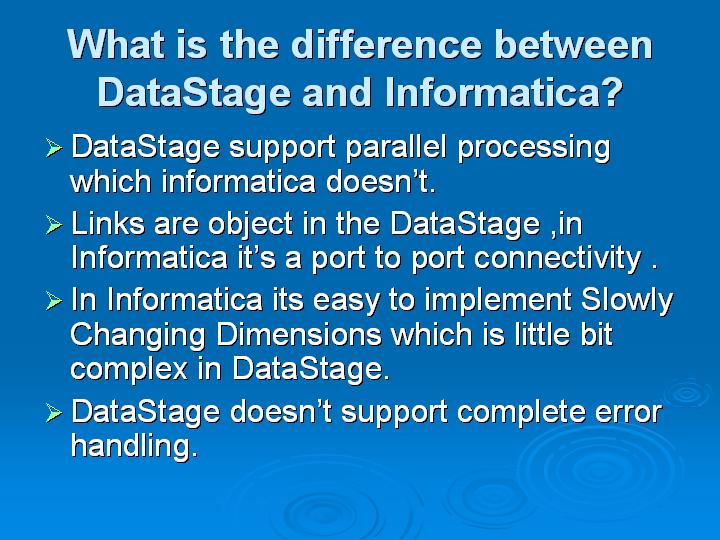 What is the difference between
DataStage and Informatica?
➢ DataStage support parallel processing
which informatica doesn't.
➢ Links are object in the DataStage ,in
Informatica it's a port to port connectivity .
➢ In Informatica its easy to implement Slowly
Changing Dimensions which is little bit
complex in DataStage.
➢ DataStage doesn't support complete error
handling.